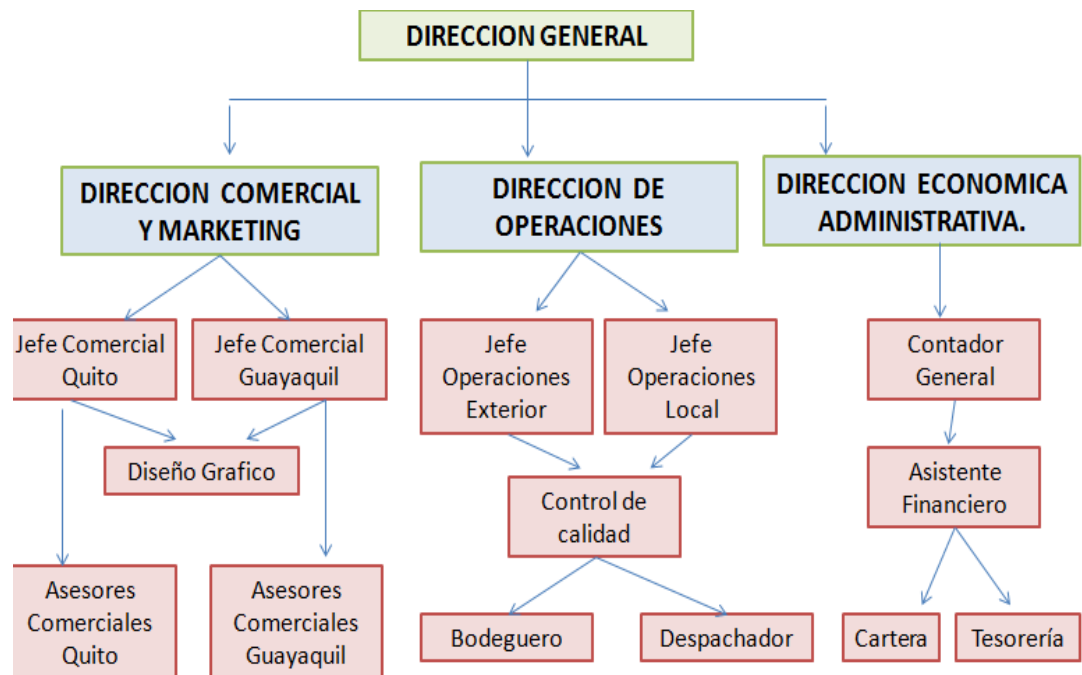 DIRECCION GENERAL
DIRECCION COMERCIAL
Y MARKETING
DIRECCION DE
OPERACIONES
DIRECCION ECONOMICA
ADMINISTRATIVA.
Jefe Comercial
Quito
Jefe Comercial
Guayaquil
Jefe
Operaciones
Exterior
Jefe
Operaciones
Local
Contador
General
Diseño Grafico
Control de
calidad
Asistente
Financiero
Asesores
Comerciales
Quito
Asesores
Comerciales
Guayaquil
Bodeguero
Despachador
Cartera
Tesorería